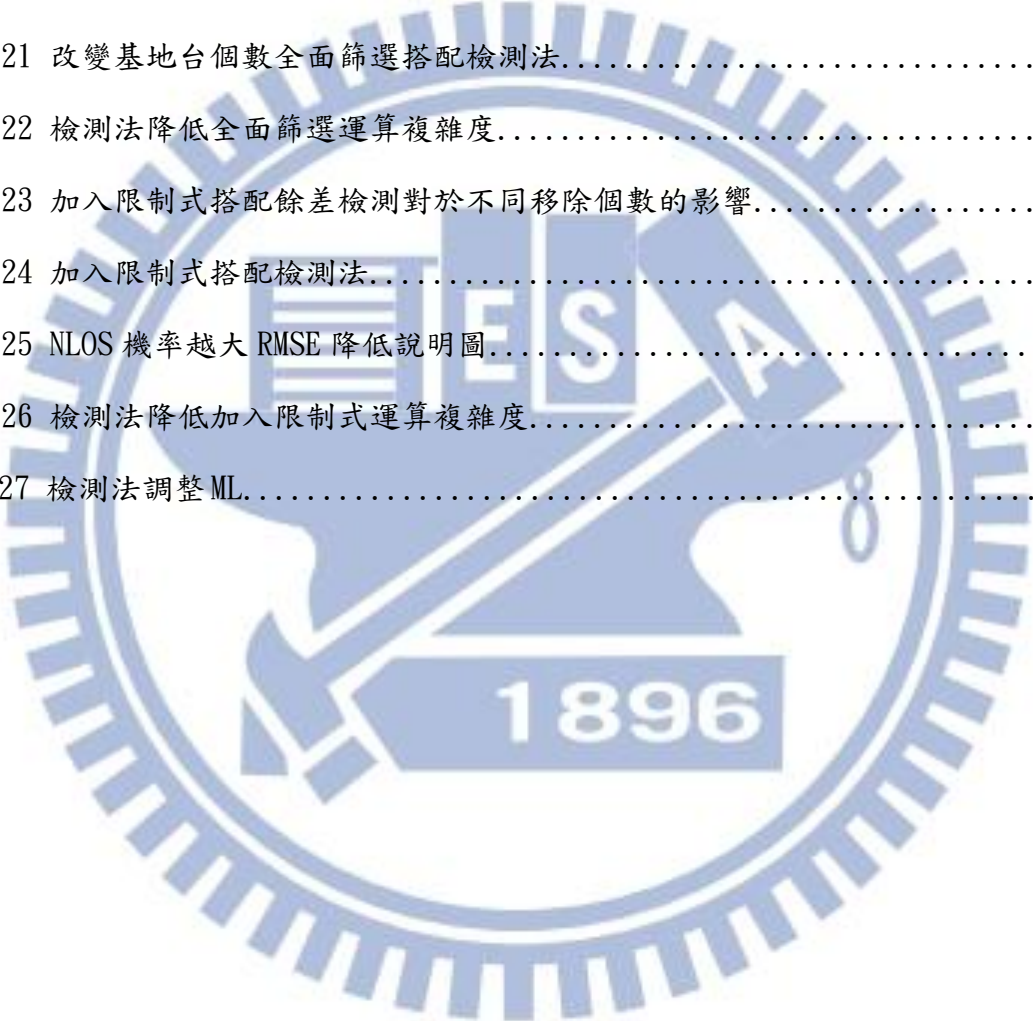 21 改變基地台個數全面篩選搭配檢測法................................
22 檢測法降低全面篩選運算複雜度...................................
23 加入限制式搭配餘差檢測對於不同移除個數的影響..................
24 加入限制式搭配檢測法...........................................
25 NLOS 機率越大 RMSE 降低說明圖..................................
26 檢測法降低加入限制式運算複雜度.................................
27 檢測法調整 ML...................................................
E S A
8
1896